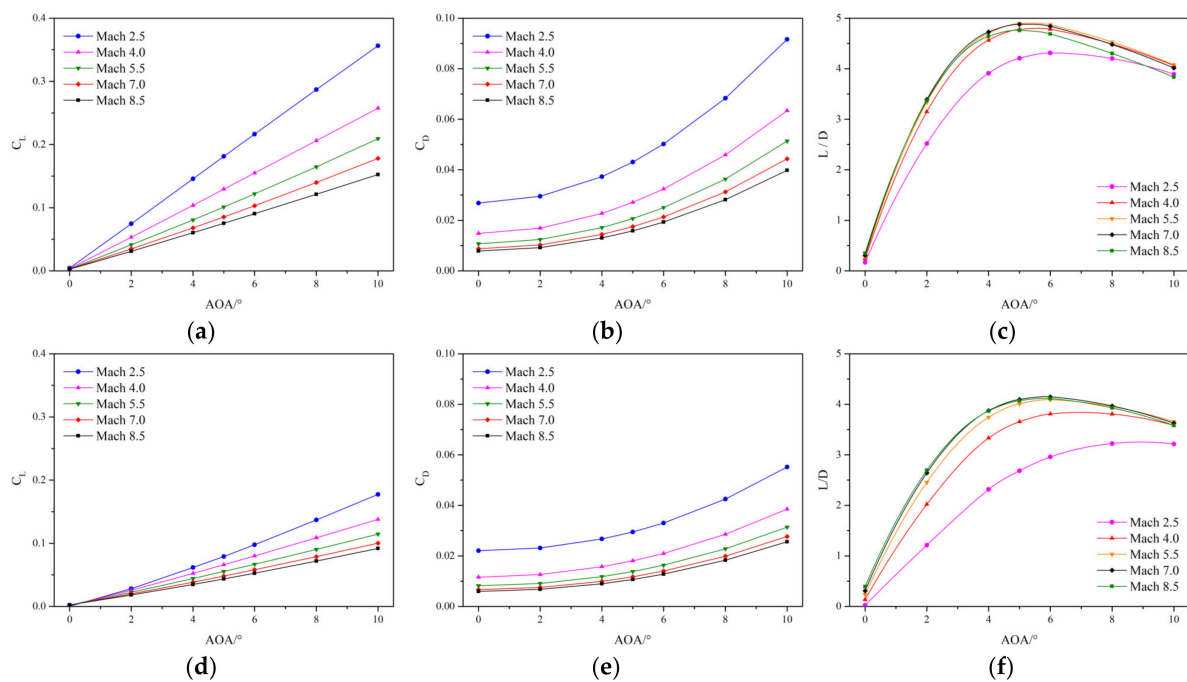 0.4
0.3
0.2
0.1
0.0
C_L
Mach 2.5
Mach 4.0
Mach 5.5
Mach 7.0
Mach 8.5
0 2 4 6 8 10
AOA/°
(a)
0.10
0.08
0.06
0.04
0.02
0.00
C_D
Mach 2.5
Mach 4.0
Mach 5.5
Mach 7.0
Mach 8.5
0 2 4 6 8 10
AOA/°
(b)
5
4
3
2
1
0
L / D
Mach 2.5
Mach 4.0
Mach 5.5
Mach 7.0
Mach 8.5
0 2 4 6 8 10
AOA/°
(c)
0.4
0.3
0.2
0.1
0.0
C_L
Mach 2.5
Mach 4.0
Mach 5.5
Mach 7.0
Mach 8.5
0 2 4 6 8 10
AOA/°
(d)
0.10
0.08
0.06
0.04
0.02
0.00
C_D
Mach 2.5
Mach 4.0
Mach 5.5
Mach 7.0
Mach 8.5
0 2 4 6 8 10
AOA/°
(e)
5
4
3
2
1
0
L/D
Mach 2.5
Mach 4.0
Mach 5.5
Mach 7.0
Mach 8.5
0 2 4 6 8 10
AOA/°
(f)